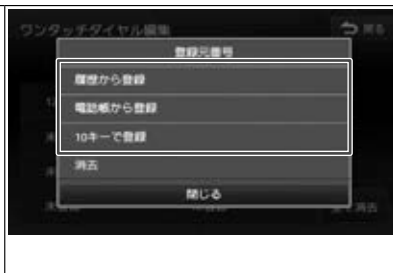 ワンタッチダイヤル編集
戻る
登録元番号
履歴から登録
電話帳から登録
10キーで登録
消去
閉じる